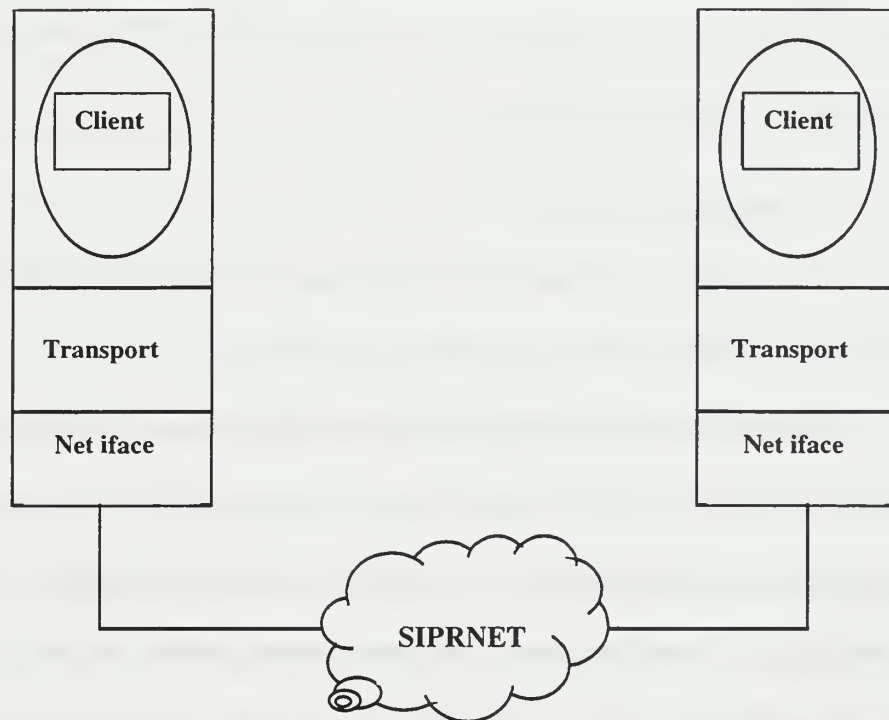 Client
Client
Transport
Transport
Net iface
Net iface
SIPRNET